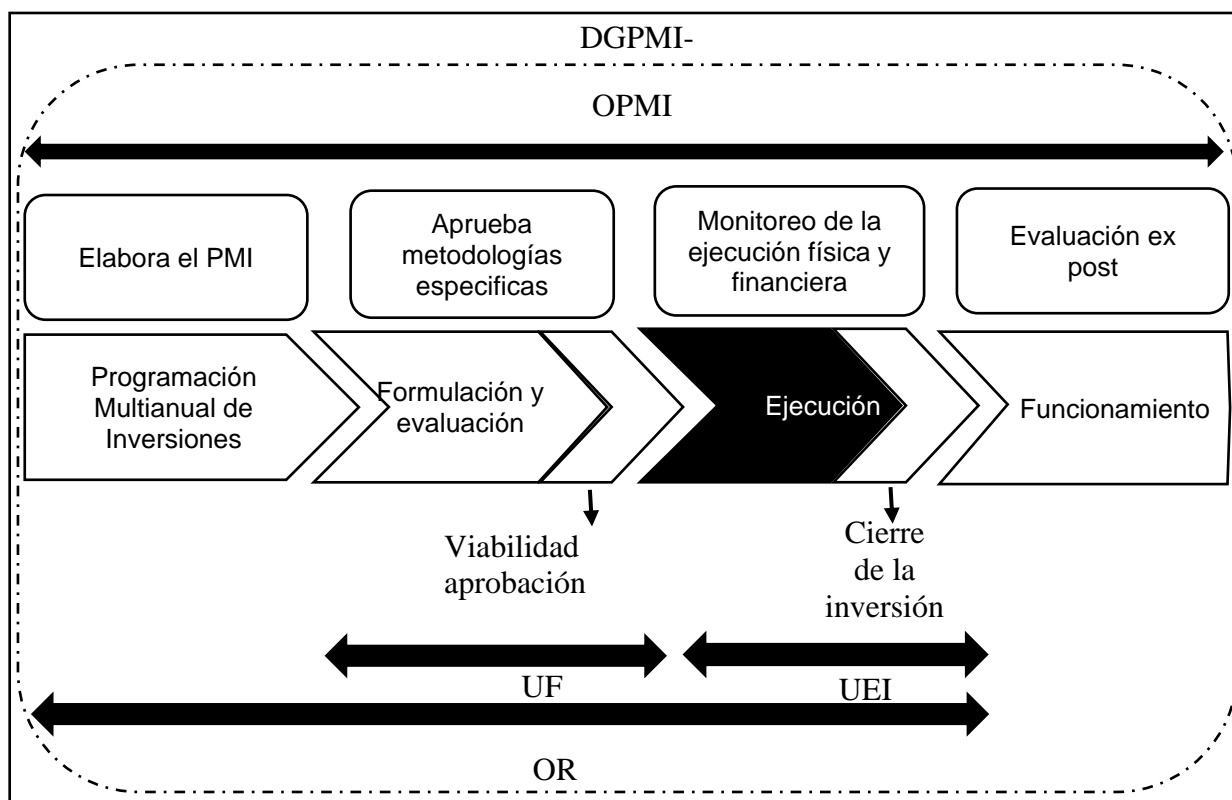 DGPMI-
OPMI
Elabora el PMI
Aprueba
metodologías
especificas
Monitoreo de la
ejecución física y
financiera
Evaluación ex
post
Programación
Multianual de
Inversiones
Formulación y
evaluación
Ejecución
Funcionamiento
Viabilidad
aprobación
Cierre
de la
inversión
UF
UEI
OR